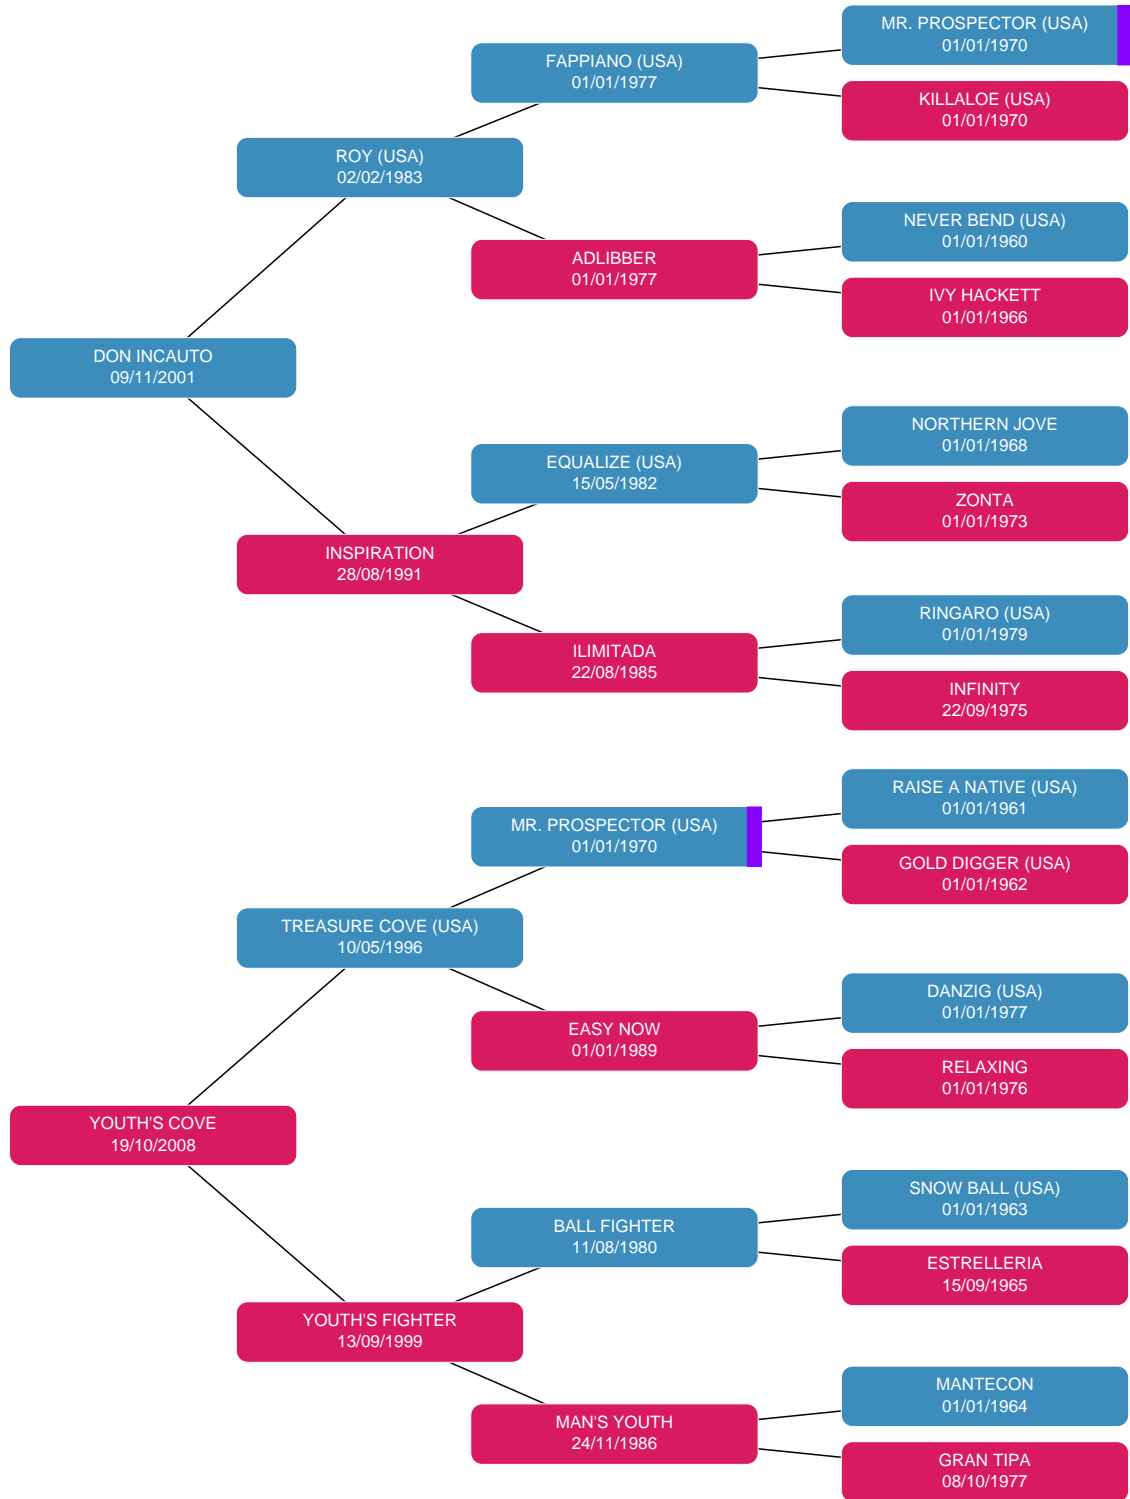 MR. PROSPECTOR (USA)
01/01/1970
FAPPIANO (USA)
01/01/1977
KILLALOE (USA)
01/01/1970
ROY (USA)
02/02/1983
NEVER BEND (USA)
01/01/1960
ADLIBBER
01/01/1977
IVY HACKETT
01/01/1966
DON INCAUTO
09/11/2001
NORTHERN JOVE
01/01/1968
EQUALIZE (USA)
15/05/1982
ZONTA
01/01/1973
INSPIRATION
28/08/1991
RINGARO (USA)
01/01/1979
ILIMITADA
22/08/1985
INFINITY
22/09/1975
RAISE A NATIVE (USA)
01/01/1961
MR. PROSPECTOR (USA)
01/01/1970
GOLD DIGGER (USA)
01/01/1962
TREASURE COVE (USA)
10/05/1996
DANZIG (USA)
01/01/1977
EASY NOW
01/01/1989
RELAXING
01/01/1976
YOUTH'S COVE
19/10/2008
SNOW BALL (USA)
01/01/1963
BALL FIGHTER
11/08/1980
ESTRELLERIA
15/09/1965
YOUTH'S FIGHTER
13/09/1999
MANTECON
01/01/1964
MAN'S YOUTH
24/11/1986
GRAN TIPA
08/10/1977